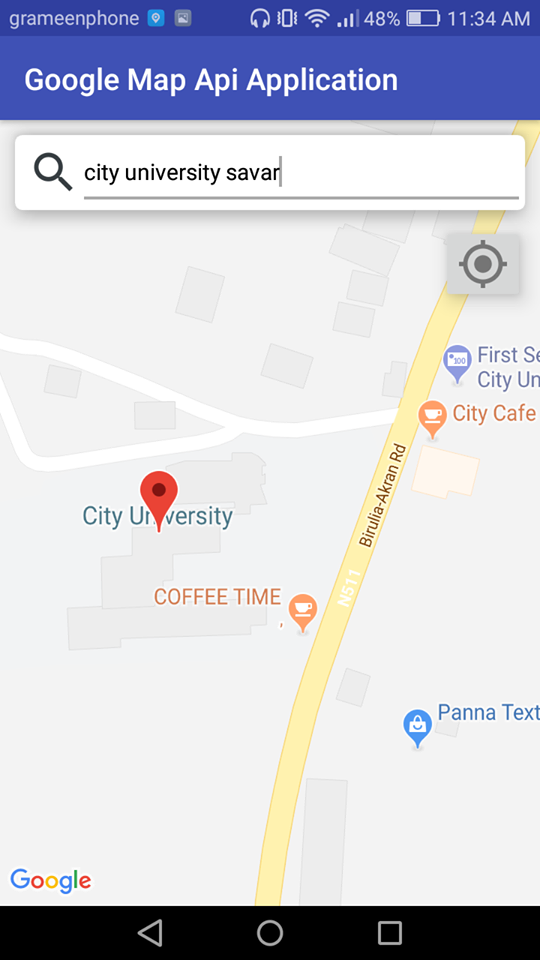 grameenphone 48% 11:34 AM
Google Map Api Application
city university savar
100
First Se
City Un
City Cafe
Birulia-Akran Rd
City University
N511
COFFEE TIME
Panna Text
Google